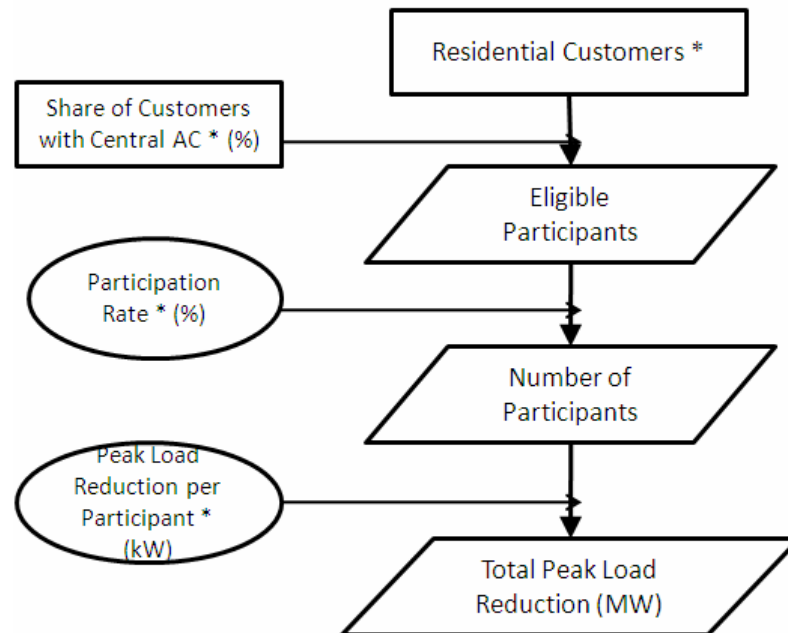 Residential Customers *
Share of Customers
with Central AC * (%)
Eligible
Participants
Participation
Rate * (%)
Number of
Participants
Peak Load
Reduction per
Participant *
(kW)
Total Peak Load
Reduction (MW)